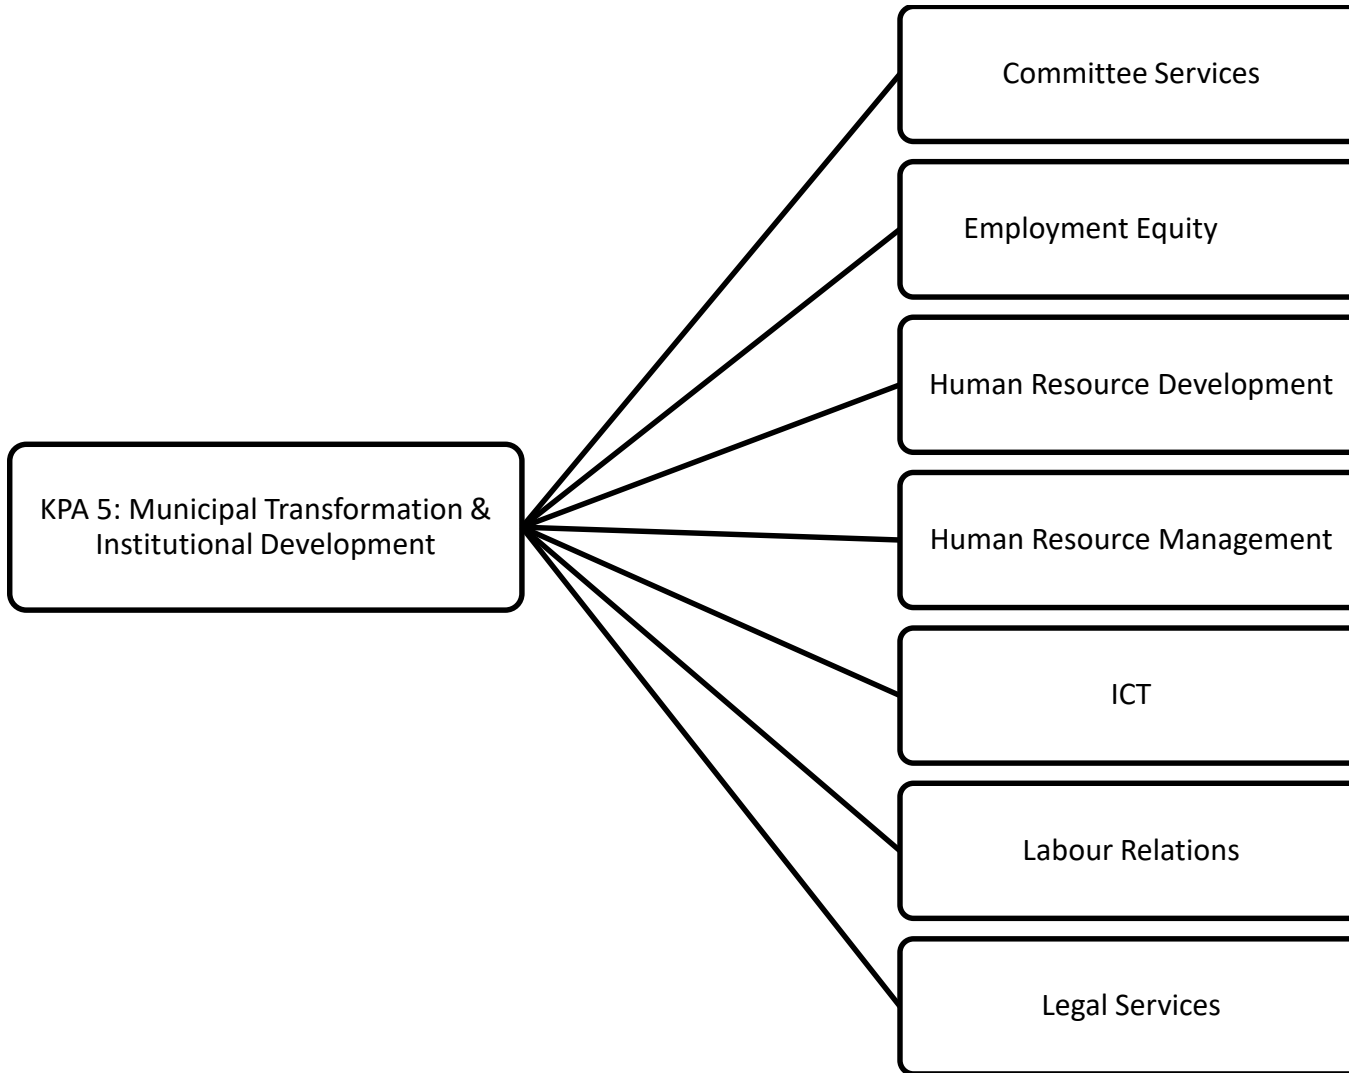 Committee Services
Employment Equity
Human Resource Development
KPA 5: Municipal Transformation &
Institutional Development
Human Resource Management
ICT
Labour Relations
Legal Services